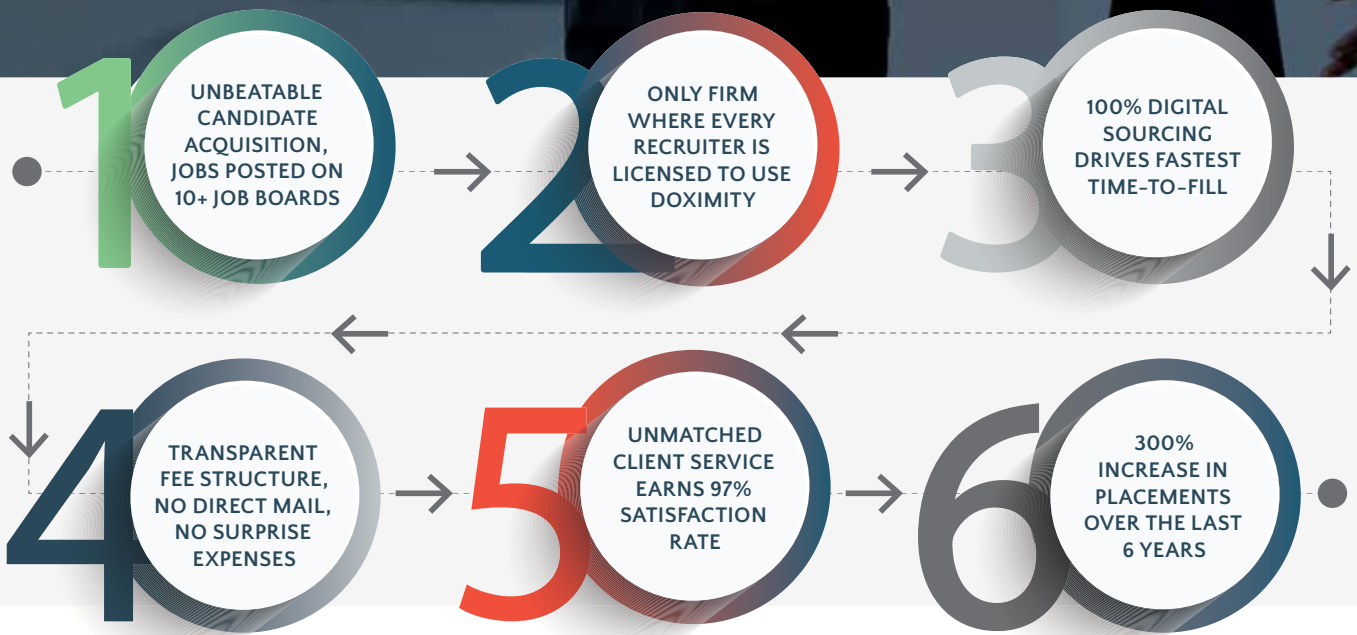 1
UNBEATABLE
CANDIDATE
ACQUISITION,
JOBS POSTED ON
10+ JOB BOARDS
2
ONLY FIRM
WHERE EVERY
RECRUITER IS
LICENSED TO USE
DOXIMITY
3
100% DIGITAL
SOURCING
DRIVES FASTEST
TIME-TO-FILL
4
TRANSPARENT
FEE STRUCTURE,
NO DIRECT MAIL,
NO SURPRISE
EXPENSES
5
UNMATCHED
CLIENT SERVICE
EARNS 97%
SATISFACTION
RATE
6
300%
INCREASE IN
PLACEMENTS
OVER THE LAST
6 YEARS